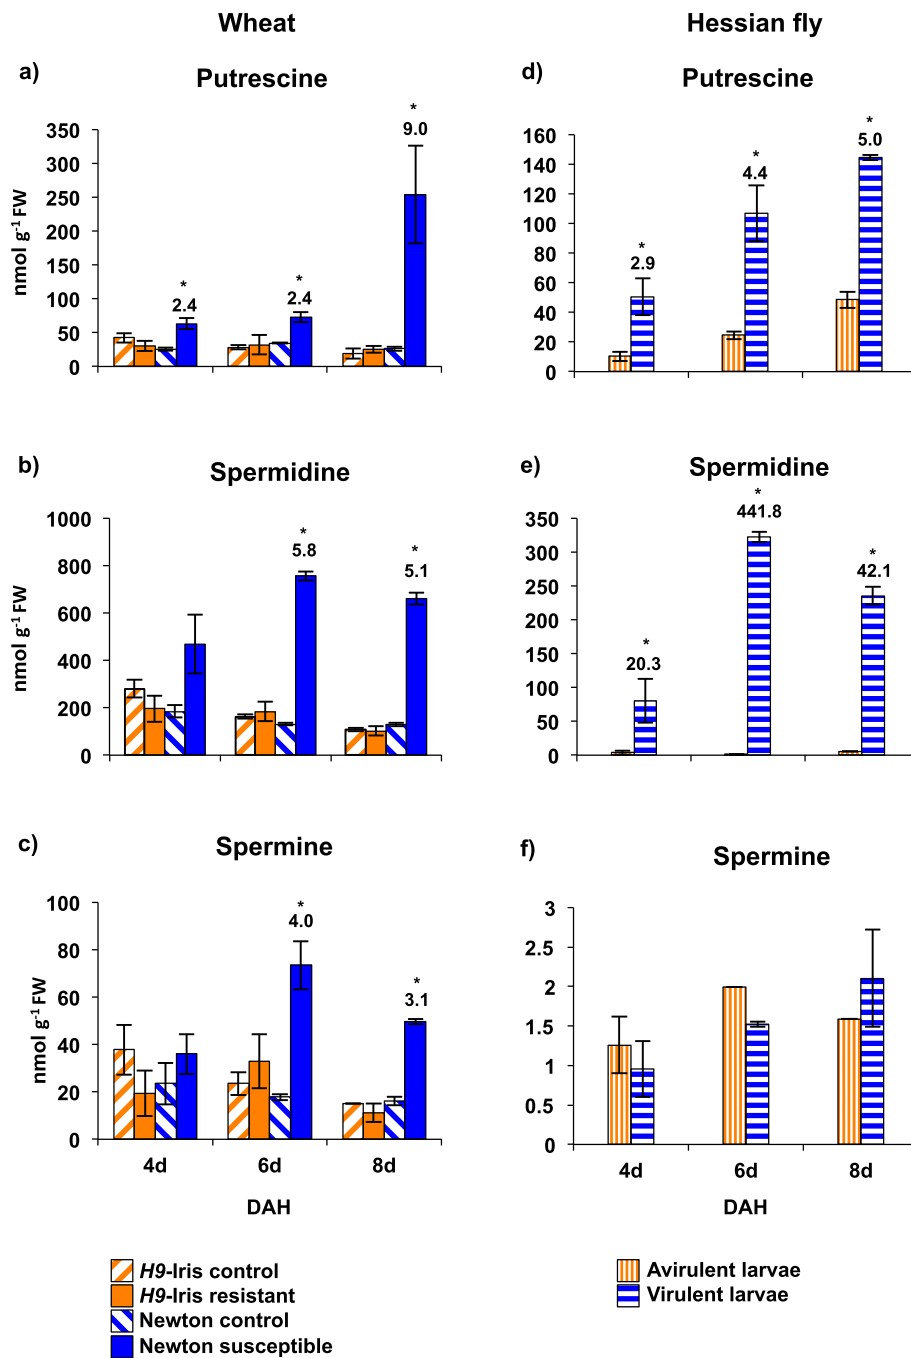 Wheat
a)
Putrescine
nmol g⁻¹ FW
350
300
250
200
150
100
50
0
*
2.4
*
2.4
*
9.0
b)
Spermidine
nmol g⁻¹ FW
1000
800
600
400
200
0
*
5.8
*
5.1
c)
Spermine
nmol g⁻¹ FW
100
80
60
40
20
0
*
4.0
*
3.1
4d 6d 8d
DAH
H9-Iris control
H9-Iris resistant
Newton control
Newton susceptible
Hessian fly
d)
Putrescine
160
140
120
100
80
60
40
20
0
*
2.9
*
4.4
*
5.0
e)
Spermidine
350
300
250
200
150
100
50
0
*
20.3
*
441.8
*
42.1
f)
Spermine
3
2.5
2
1.5
1
0.5
0
4d 6d 8d
DAH
Avirulent larvae
Virulent larvae